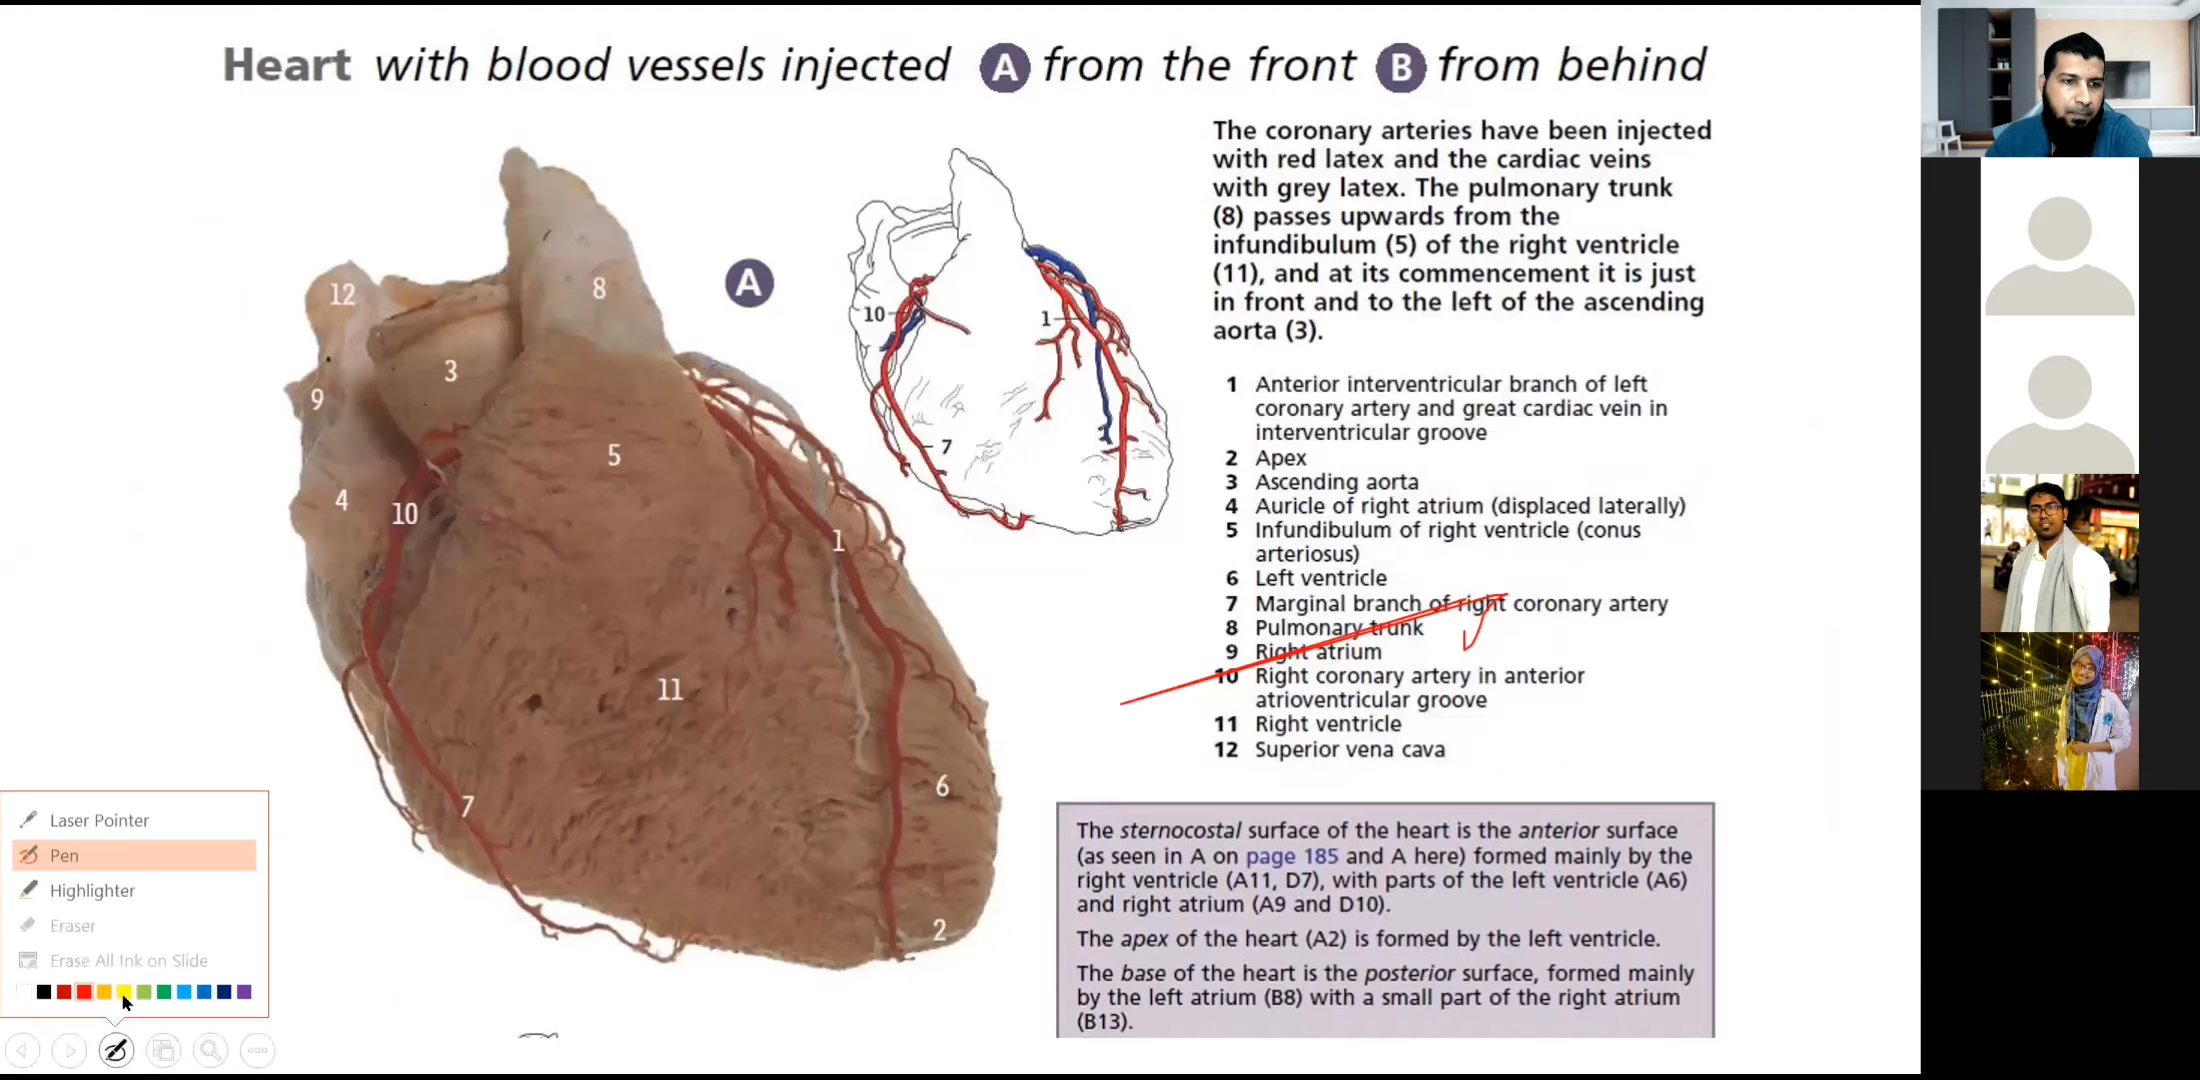 Heart with blood vessels injected A from the front B from behind
The coronary arteries have been injected
with red latex and the cardiac veins
with grey latex. The pulmonary trunk
(8) passes upwards from the
infundibulum (5) of the right ventricle
(11), and at its commencement it is just
in front and to the left of the ascending
aorta (3).
A
12
8
3
9
5
4
10
1
11
6
7
2
10
1
7
1 Anterior interventricular branch of left
coronary artery and great cardiac vein in
interventricular groove
2 Apex
3 Ascending aorta
4 Auricle of right atrium (displaced laterally)
5 Infundibulum of right ventricle (conus
arteriosus)
6 Left ventricle
7 Marginal branch of right coronary artery
8 Pulmonary trunk
9 Right atrium
10 Right coronary artery in anterior
atrioventricular groove
11 Right ventricle
12 Superior vena cava
The sternocostal surface of the heart is the anterior surface
(as seen in A on page 185 and A here) formed mainly by the
right ventricle (A11, D7), with parts of the left ventricle (A6)
and right atrium (A9 and D10).
The apex of the heart (A2) is formed by the left ventricle.
The base of the heart is the posterior surface, formed mainly
by the left atrium (B8) with a small part of the right atrium
(B13).
Laser Pointer
Pen
Highlighter
Eraser
Erase All Ink on Slide